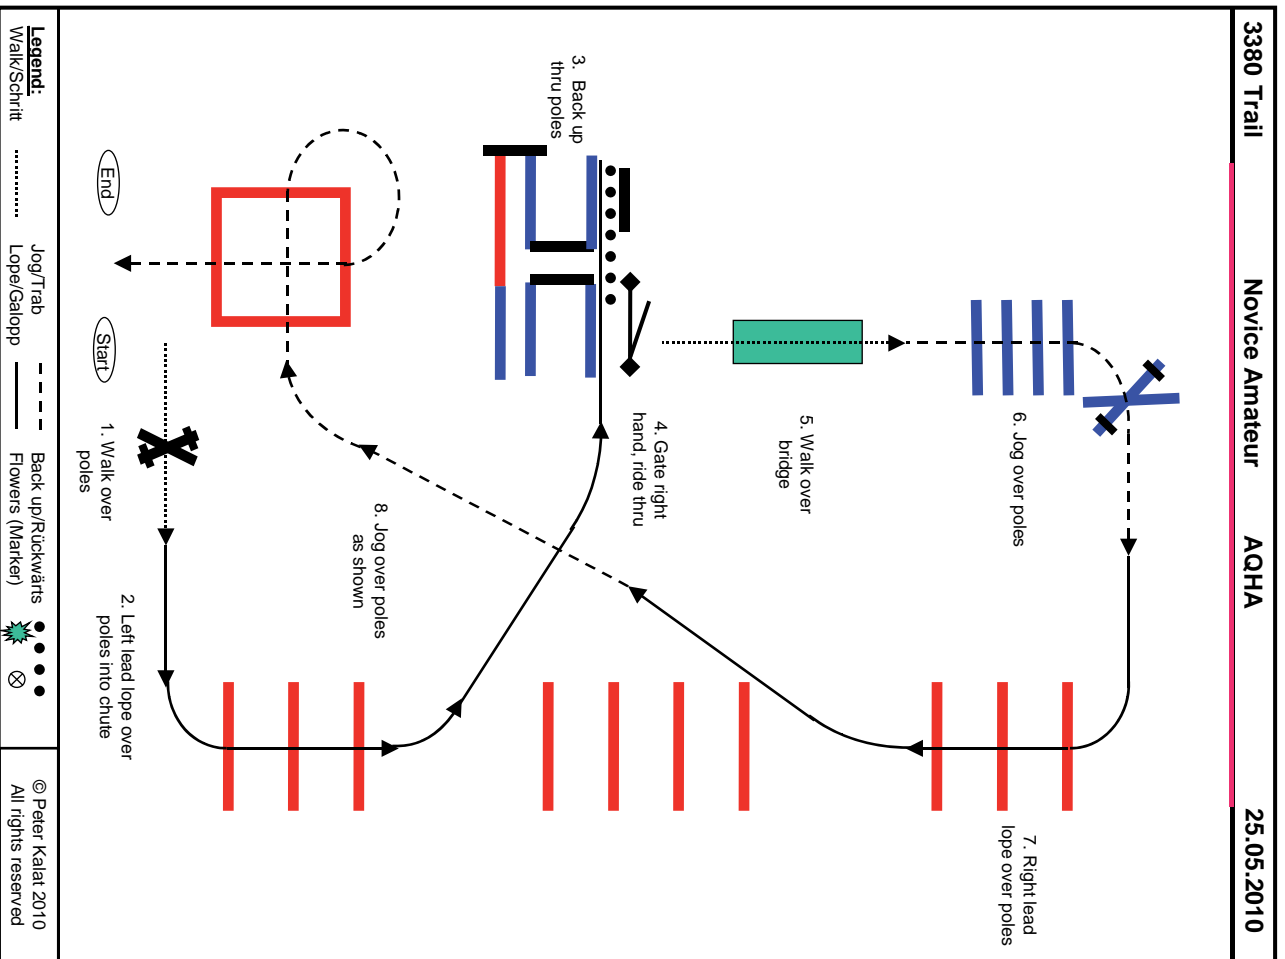 3380 Trail Novice Amateur AQHA 25.05.2010
3. Back up
thru poles
4. Gate right
hand, ride thru
5. Walk over
bridge
6. Jog over poles
7. Right lead
lope over poles
8. Jog over poles
as shown
End
Start
1. Walk over
poles
2. Left lead lope over
poles into chute
Legend:
Walk/Schritt
Jog/Trab
Lope/Galopp
Back up/Rückwärts
Flowers (Marker)
© Peter Kalat 2010
All rights reserved